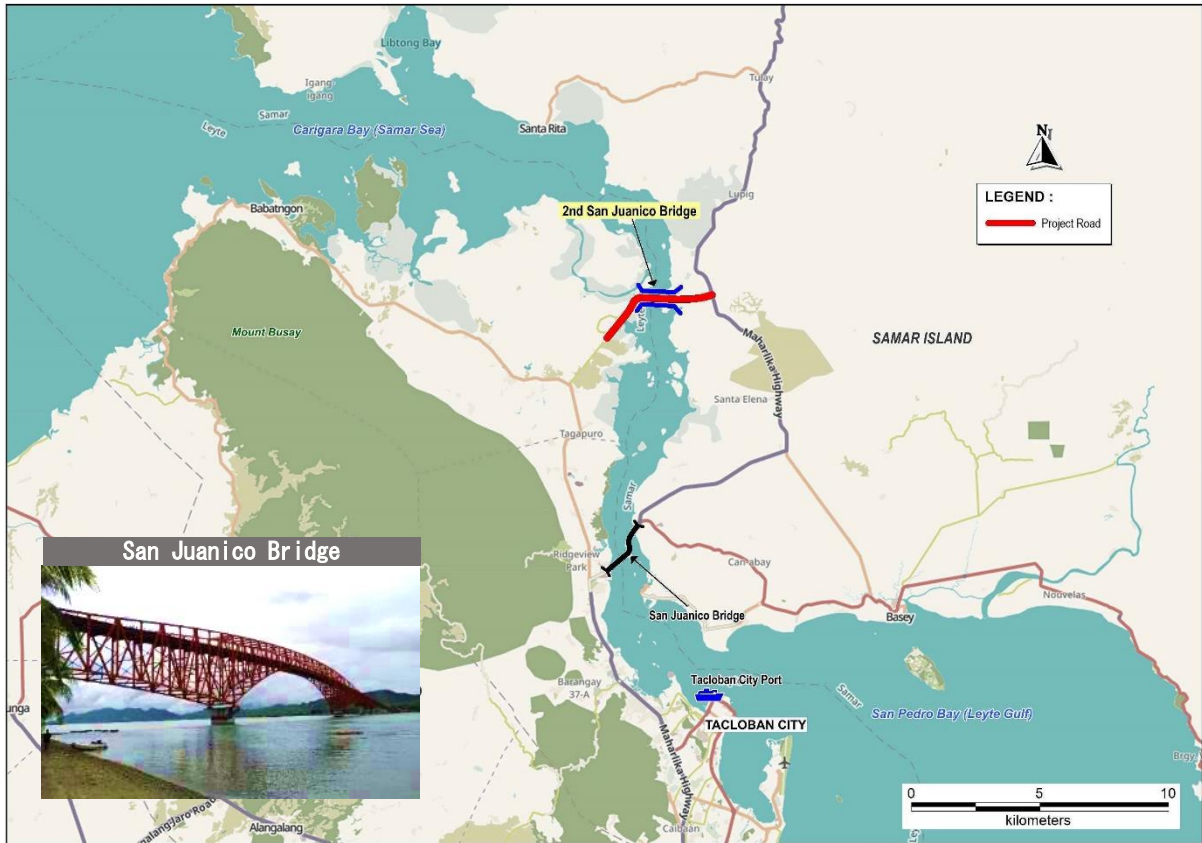 Libtong Bay
Igang-
igang
Tulay
Samar
Leyte
Carigara Bay (Samar Sea)
Santa Rita
N
LEGEND :
Project Road
Lupig
Babatngon
2nd San Juanico Bridge
Leyte
Mount Busay
Maharlika Highway
SAMAR ISLAND
Santa Elena
Tagapuro
Samar
San Juanico Bridge
Ridgeview
Park
Can-abay
Nouvelas
San Juanico Bridge
Basey
Barangay
37-A
Tacloban City Port
Samar
San Pedro Bay (Leyte Gulf)
unga
TACLOBAN CITY
Maharlika Highway
0 5 10
kilometers
Caibaan
Alangalang